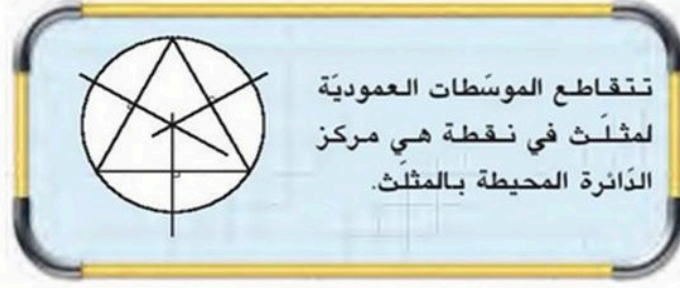 تتقاطع الموسّطات العموديّة
لمثلّث في نقطة هي مركز
الدّائرة المحيطة بالمثلّث.